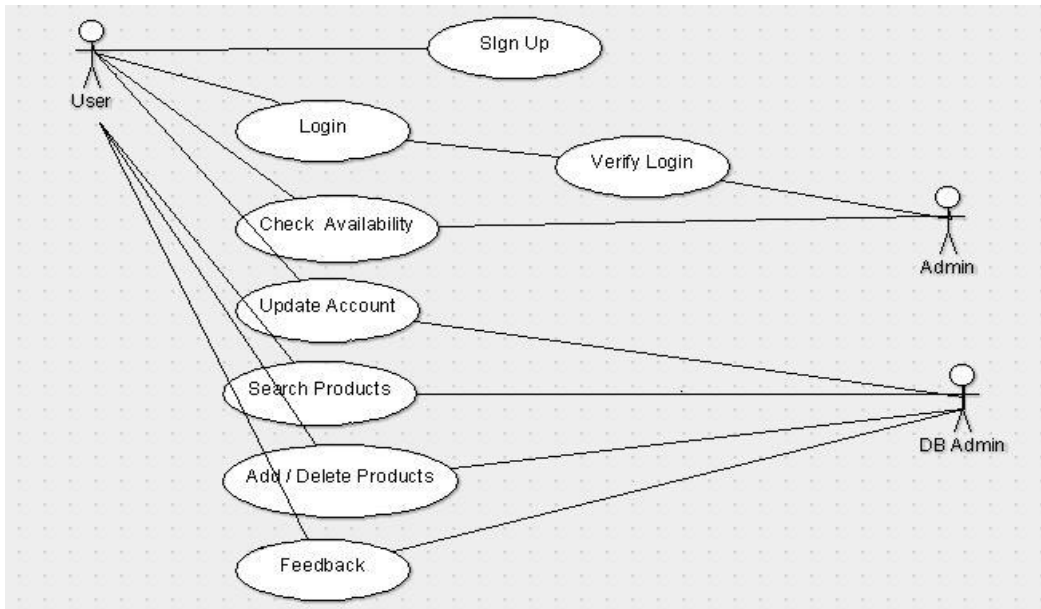 SIgn Up
User
Login
Verify Login
Check Availability
Admin
Update Account
Search Products
DB Admin
Add / Delete Products
Feedback